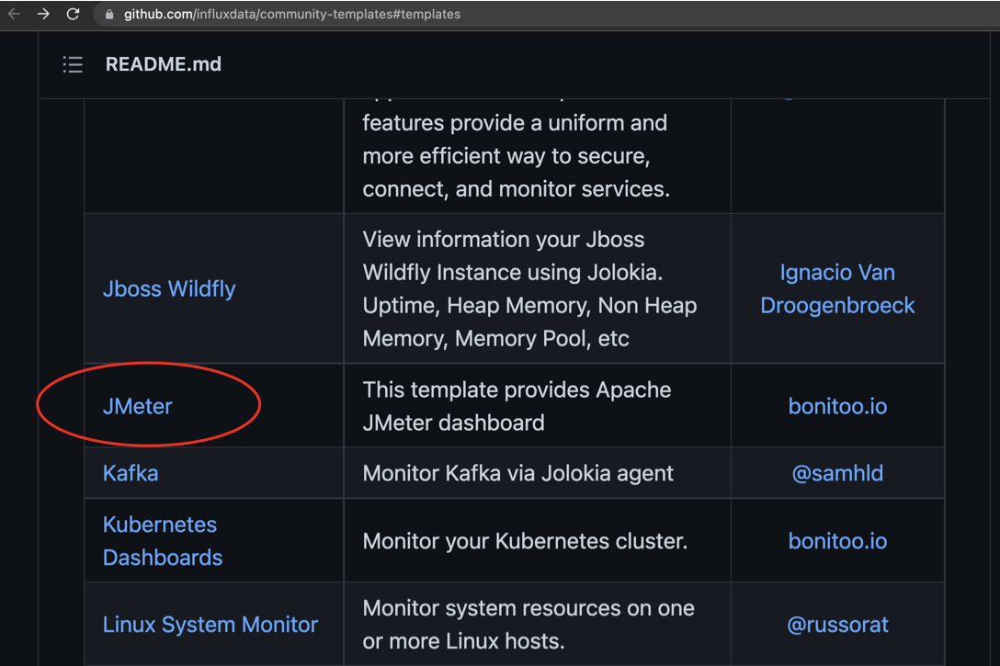 github.com/influxdata/community-templates#templates
README.md
features provide a uniform and
more efficient way to secure,
connect, and monitor services.
Jboss Wildfly
View information your Jboss
Wildfly Instance using Jolokia.
Uptime, Heap Memory, Non Heap
Memory, Memory Pool, etc
Ignacio Van
Droogenbroeck
JMeter
This template provides Apache
JMeter dashboard
bonitoo.io
Kafka
Monitor Kafka via Jolokia agent
@samhld
Kubernetes
Dashboards
Monitor your Kubernetes cluster.
bonitoo.io
Linux System Monitor
Monitor system resources on one
or more Linux hosts.
@russorat